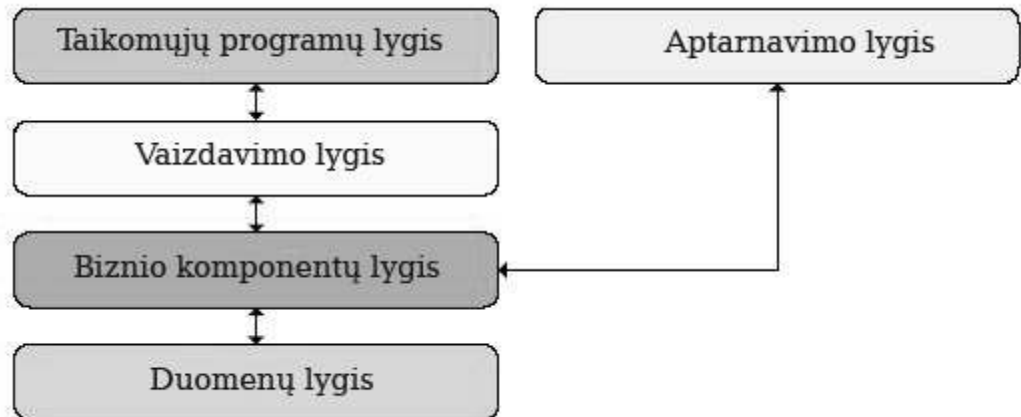 Taikomųjų programų lygis
Aptarnavimo lygis
Vaizdavimo lygis
Biznio komponentų lygis
Duomenų lygis